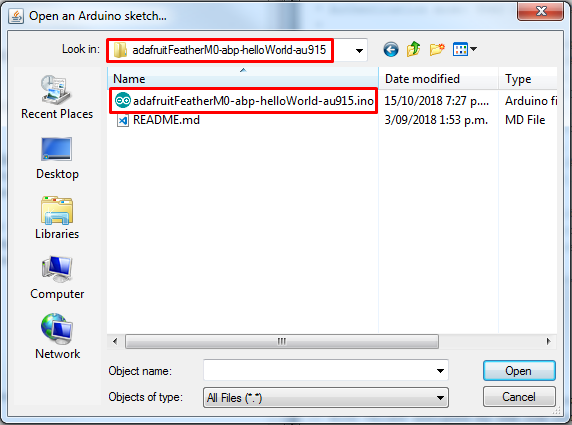 Open an Arduino sketch...
Look in: adafruitFeatherM0-abp-helloWorld-au915
Name Date modified Type
adafruitFeatherM0-abp-helloWorld-au915.ino 15/10/2018 7:27 p.... Arduino fi
README.md 3/09/2018 1:53 p.m. MD File
Recent Places
Desktop
Libraries
Computer
Network
Object name: Open
Objects of type: All Files (*.*) Cancel